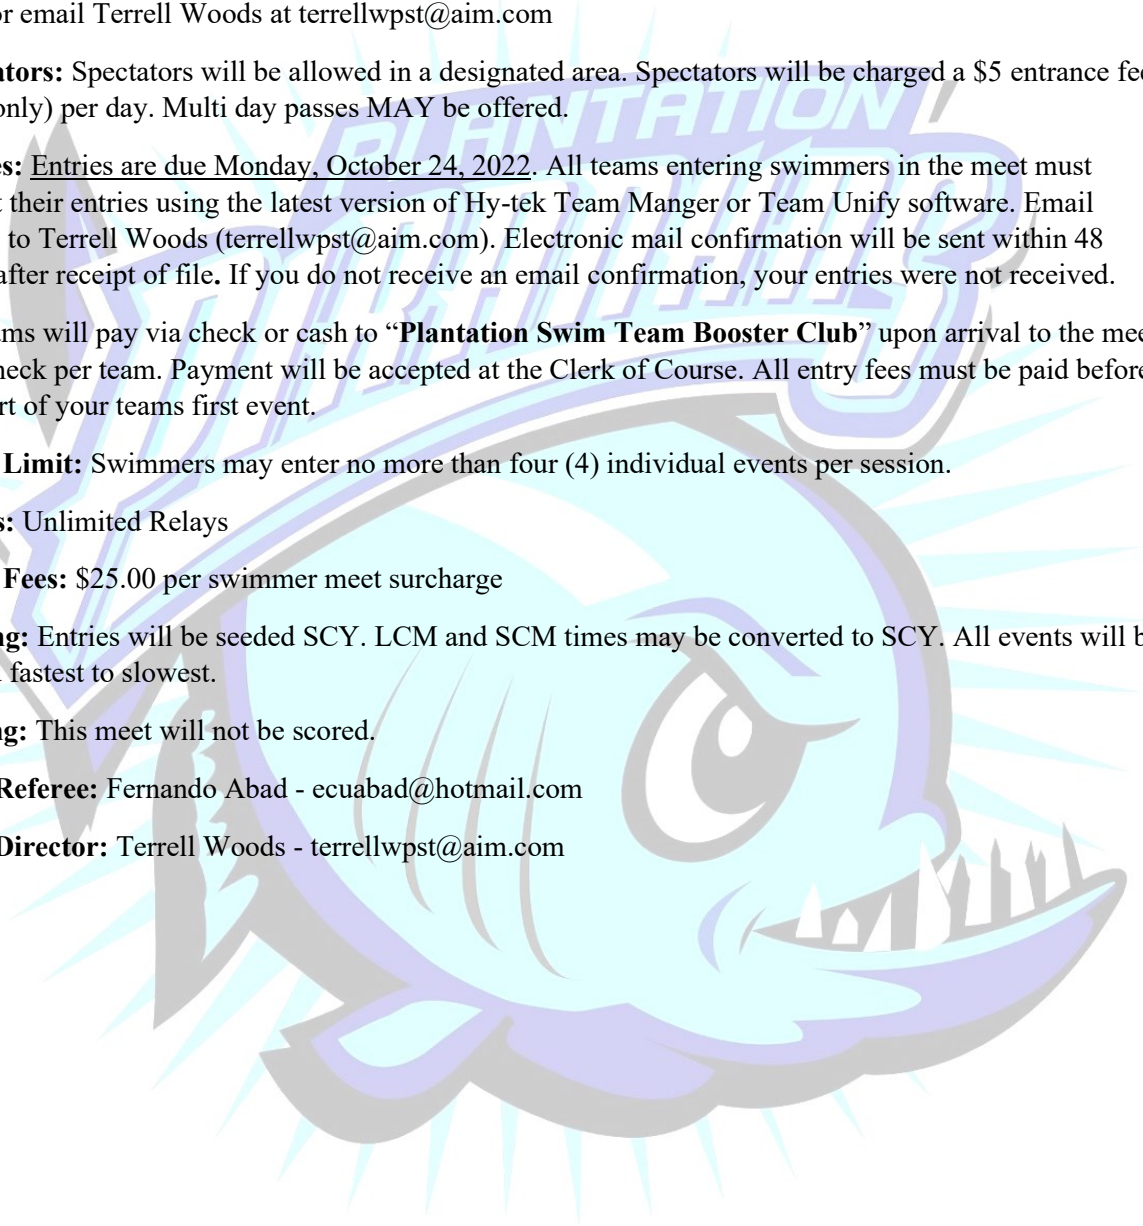 or email Terrell Woods at terrellwpst@aim.com
ators: Spectators will be allowed in a designated area. Spectators will be charged a $5 entrance fee
only) per day. Multi day passes MAY be offered.
PLANTATION
es: Entries are due Monday, October 24, 2022. All teams entering swimmers in the meet must
t their entries using the latest version of Hy-tek Team Manger or Team Unify software. Email
to Terrell Woods (terrellwpst@aim.com). Electronic mail confirmation will be sent within 48
after receipt of file. If you do not receive an email confirmation, your entries were not received.
PIRANHAS
ams will pay via check or cash to “Plantation Swim Team Booster Club” upon arrival to the mee
heck per team. Payment will be accepted at the Clerk of Course. All entry fees must be paid before
rt of your teams first event.
Limit: Swimmers may enter no more than four (4) individual events per session.
s: Unlimited Relays
Fees: $25.00 per swimmer meet surcharge
ng: Entries will be seeded SCY. LCM and SCM times may be converted to SCY. All events will b
fastest to slowest.
ng: This meet will not be scored.
Referee: Fernando Abad - ecuabad@hotmail.com
Director: Terrell Woods - terrellwpst@aim.com